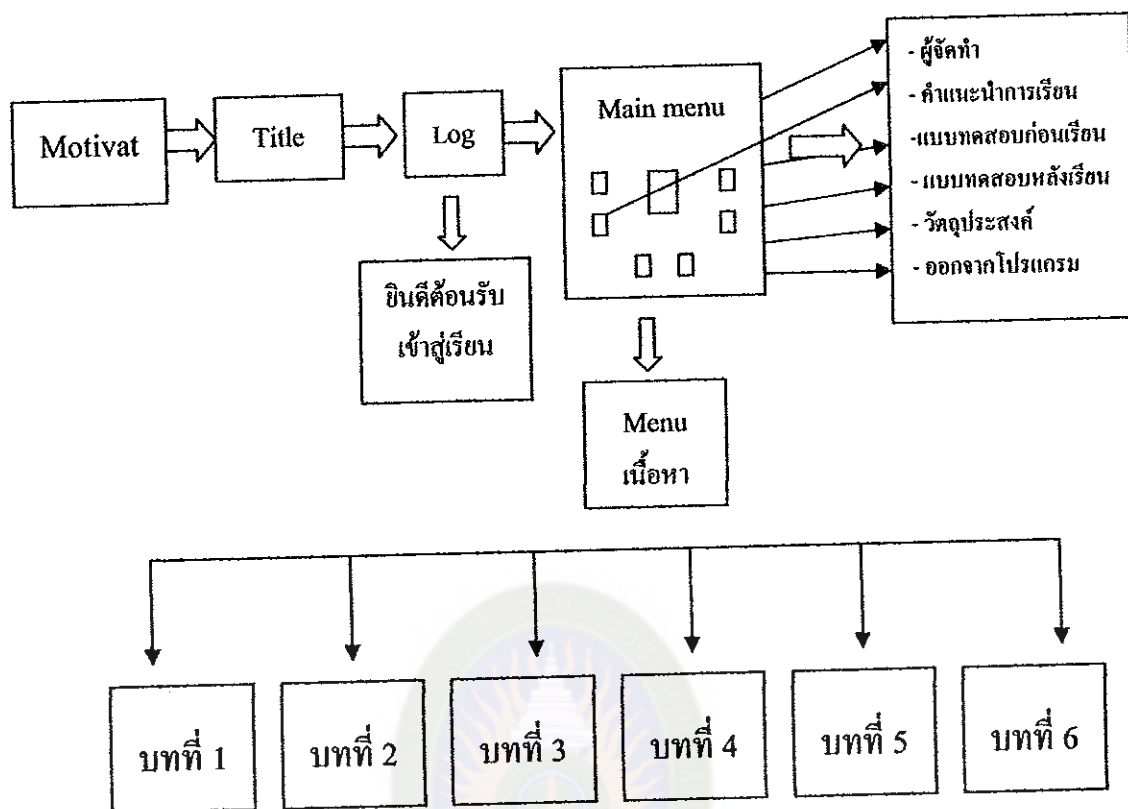 Motivat
Title
Log
Main menu
- ผู้จัดทำ
- คำแนะนำการเรียน
-แบบทดสอบก่อนเรียน
- แบบทดสอบหลังเรียน
- วัตถุประสงค์
- ออกจากโปรแกรม
ยินดีต้อนรับ
เข้าสู่เรียน
Menu
เนื้อหา
บทที่ 1
บทที่ 2
บทที่ 3
บทที่ 4
บทที่ 5
บทที่ 6